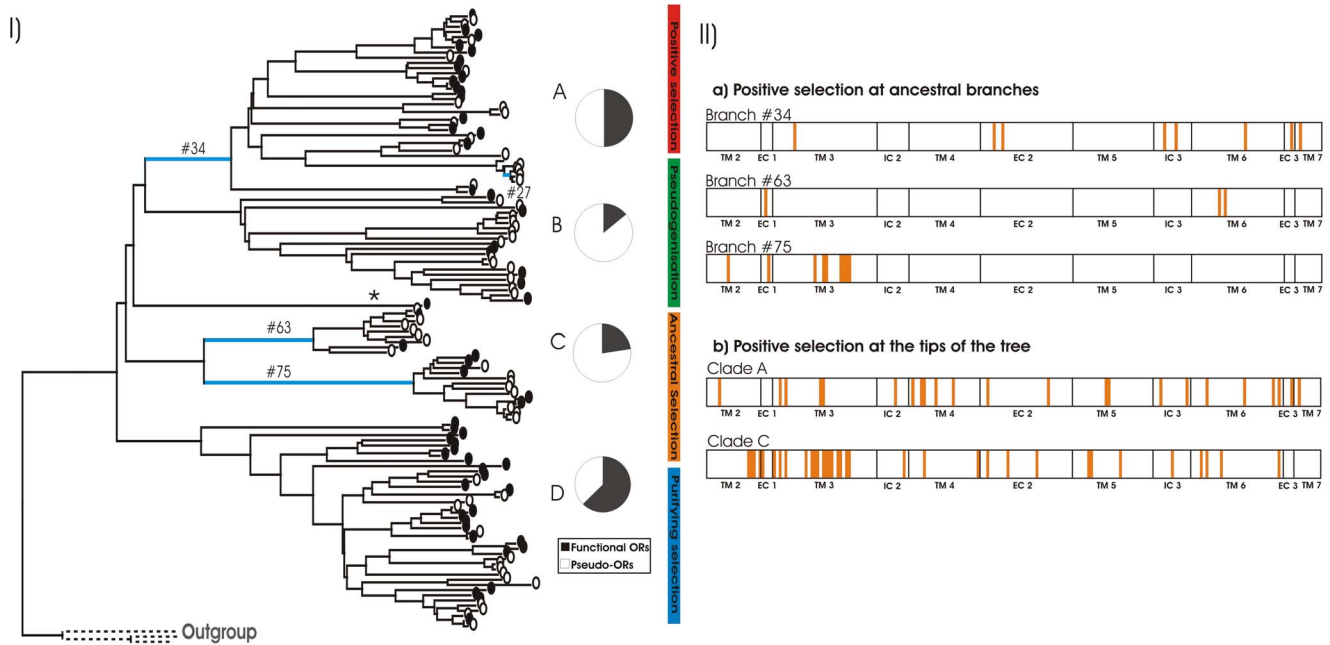 I)
#34
#27
*
#63
#75
Outgroup
A
B
C
D
Functional ORs
Pseudo-ORs
Positive selection
Pseudogenisation
Ancestral Selection
Purifying selection
II)
a) Positive selection at ancestral branches
Branch #34
TM 2 EC 1 TM 3 IC 2 TM 4 EC 2 TM 5 IC 3 TM 6 EC 3 TM 7
Branch #63
TM 2 EC 1 TM 3 IC 2 TM 4 EC 2 TM 5 IC 3 TM 6 EC 3 TM 7
Branch #75
TM 2 EC 1 TM 3 IC 2 TM 4 EC 2 TM 5 IC 3 TM 6 EC 3 TM 7
b) Positive selection at the tips of the tree
Clade A
TM 2 EC 1 TM 3 IC 2 TM 4 EC 2 TM 5 IC 3 TM 6 EC 3 TM 7
Clade C
TM 2 EC 1 TM 3 IC 2 TM 4 EC 2 TM 5 IC 3 TM 6 EC 3 TM 7